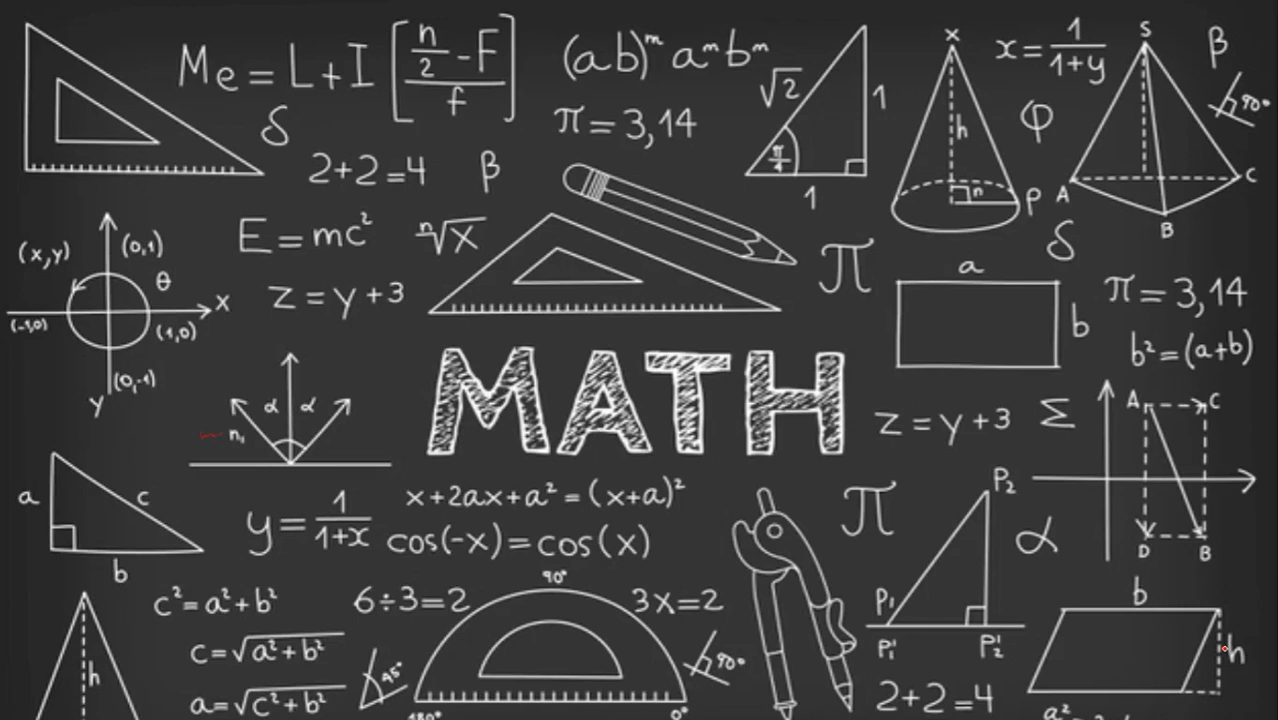 Me = L+I [n/2 -F / f]
(ab)ᵐ aᵐbᵐ
√2
1
π/4
1
x
h
n
P
x = 1/1+y
S
A
B
C
β
90°
δ
π = 3,14
φ
2+2=4
β
E = mc²
ⁿ√x
π
δ
(x,y)
(0,1)
θ
x
(-1,0)
(1,0)
(0,-1)
y
z = y+3
a
b
π = 3,14
b² = (a+b)
α α
n₁
MATH
z = y+3
Σ
A
C
D
B
a
c
b
y = 1/1+x
x+2ax+a² = (x+a)²
cos(-x) = cos(x)
π
P₂
α
P₁
P₁'
P₂'
b
h
c² = a²+b²
6÷3=2
90°
3x=2
h
c = √a²+b²
45°
90°
a = √c²+b²
180°
0°
2+2=4